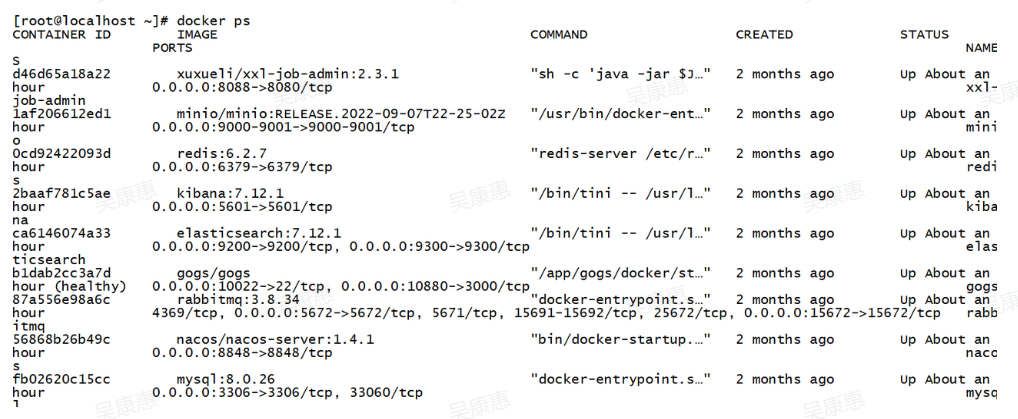 [root@localhost ~]# docker ps
CONTAINER ID        IMAGE                                      COMMAND                  CREATED             STATUS
                 PORTS                                                                                                   NAME
S
d46d65a18a22        xuxueli/xxl-job-admin:2.3.1                "sh -c 'java -jar $J…"   2 months ago        Up About an
hour             0.0.0.0:8088->8080/tcp                                                                                  xxl-
job-admin
1af206612ed1        minio/minio:RELEASE.2022-09-07T22-25-02Z   "/usr/bin/docker-ent…"   2 months ago        Up About an
hour             0.0.0.0:9000-9001->9000-9001/tcp                                                                        mini
o
0cd92422093d        redis:6.2.7                                "redis-server /etc/r…"   2 months ago        Up About an
hour             0.0.0.0:6379->6379/tcp                                                                                  redi
s
2baaf781c5ae        kibana:7.12.1                              "/bin/tini -- /usr/l…"   2 months ago        Up About an
hour             0.0.0.0:5601->5601/tcp                                                                                  kiba
na
ca6146074a33        elasticsearch:7.12.1                       "/bin/tini -- /usr/l…"   2 months ago        Up About an
hour             0.0.0.0:9200->9200/tcp, 0.0.0.0:9300->9300/tcp                                                          elas
ticsearch
b1dab2cc3a7d        gogs/gogs                                  "/app/gogs/docker/st…"   2 months ago        Up About an
hour (healthy)   0.0.0.0:10022->22/tcp, 0.0.0.0:10880->3000/tcp                                                          gogs
87a556e98a6c        rabbitmq:3.8.34                            "docker-entrypoint.s…"   2 months ago        Up About an
hour             4369/tcp, 0.0.0.0:5672->5672/tcp, 5671/tcp, 15691-15692/tcp, 25672/tcp, 0.0.0.0:15672->15672/tcp   rabb
itmq
56868b26b49c        nacos/nacos-server:1.4.1                   "bin/docker-startup.…"   2 months ago        Up About an
hour             0.0.0.0:8848->8848/tcp                                                                                  naco
s
fb02620c15cc        mysql:8.0.26                               "docker-entrypoint.s…"   2 months ago        Up About an
hour             0.0.0.0:3306->3306/tcp, 33060/tcp                                                                       mysq
l
吴康惠